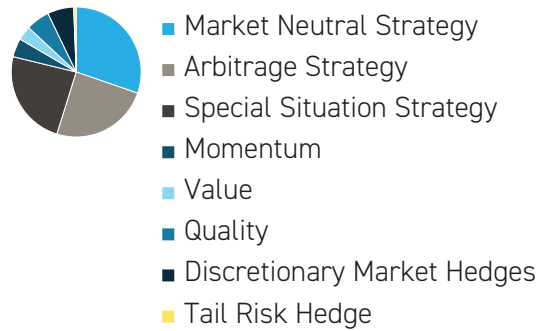 Market Neutral Strategy
Arbitrage Strategy
Special Situation Strategy
Momentum
Value
Quality
Discretionary Market Hedges
Tail Risk Hedge